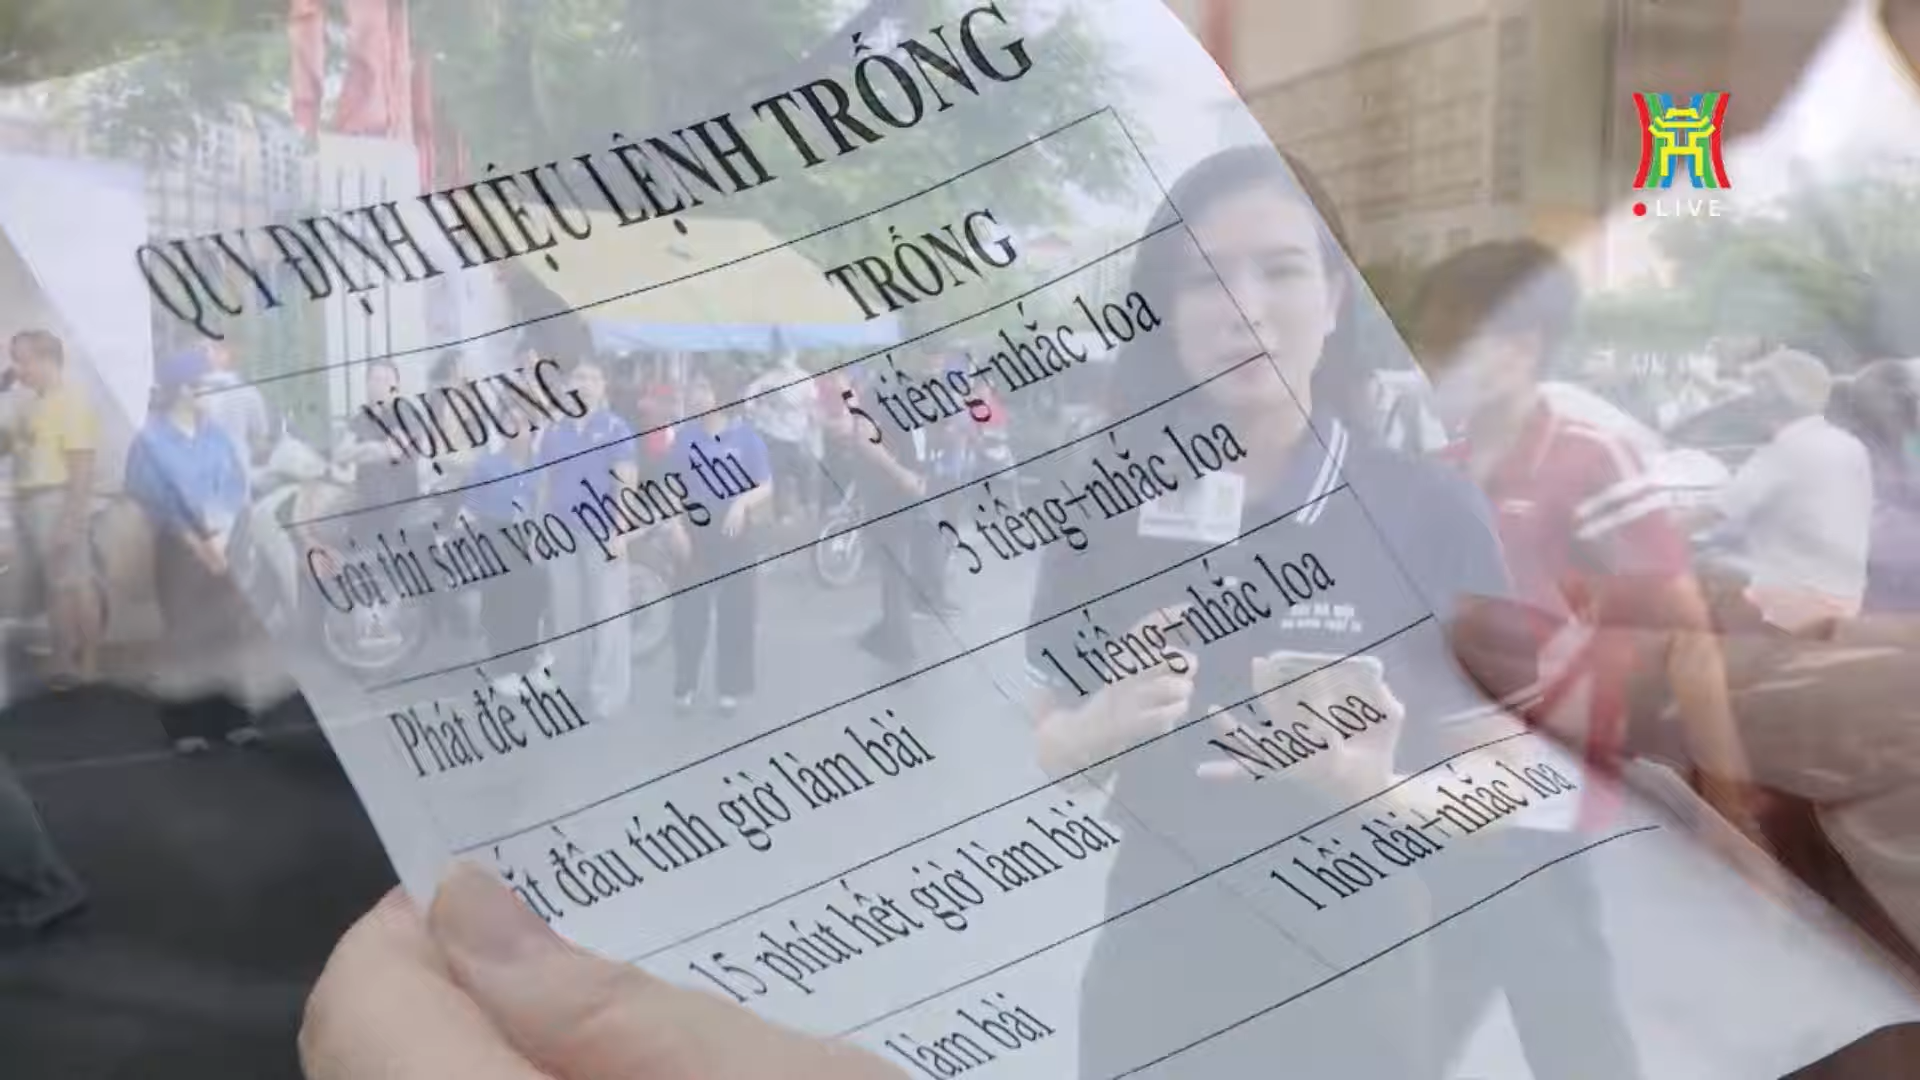 LIVE
QUY ĐỊNH HIỆU LỆNH TRỐNG
NỘI DUNG TRỐNG
Gọi thí sinh vào phòng thi 5 tiếng+nhắc loa
Phát đề thi 3 tiếng+nhắc loa
ắt đầu tính giờ làm bài 1 tiếng+nhắc loa
15 phút hết giờ làm bài Nhắc loa
làm bài 1 hồi dài+nhắc loa